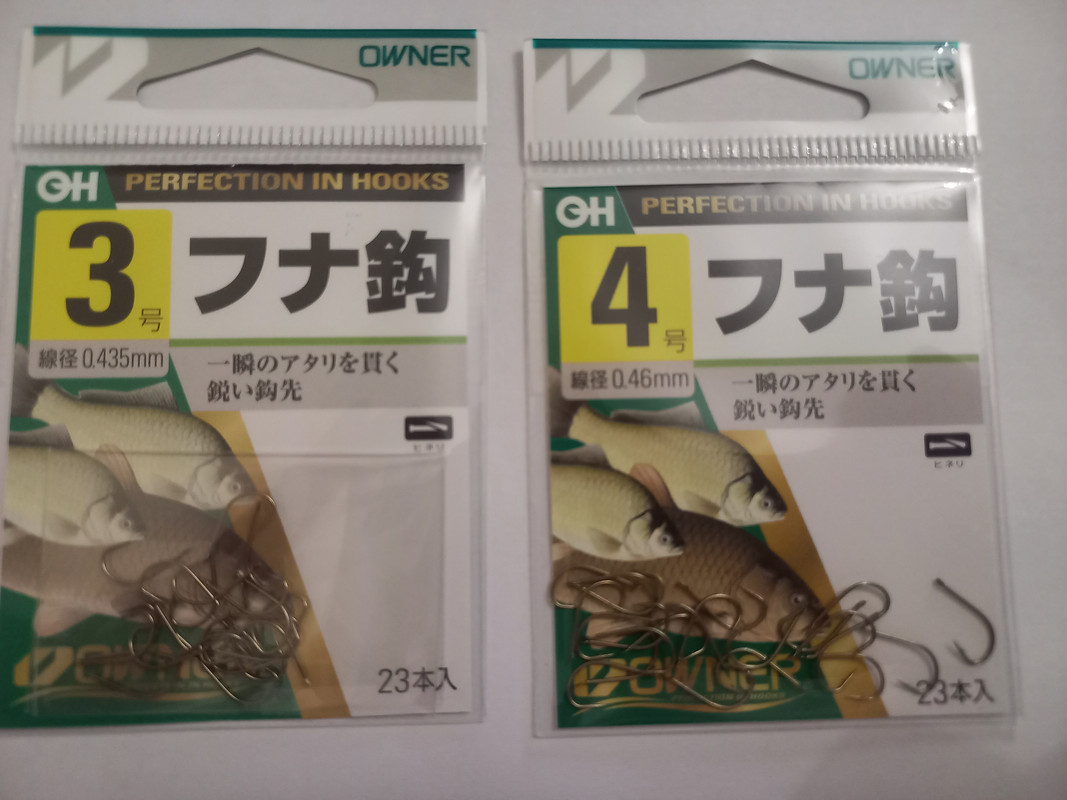 OWNER
OH PERFECTION IN HOOKS
3号
フナ鈎
線径0.435mm
一瞬のアタリを貫く
鋭い鈎先
ヒネリ
OWNER
23本入
OWNER
OH PERFECTION IN HOOKS
4号
フナ鈎
線径0.46mm
一瞬のアタリを貫く
鋭い鈎先
ヒネリ
OWNER
23本入